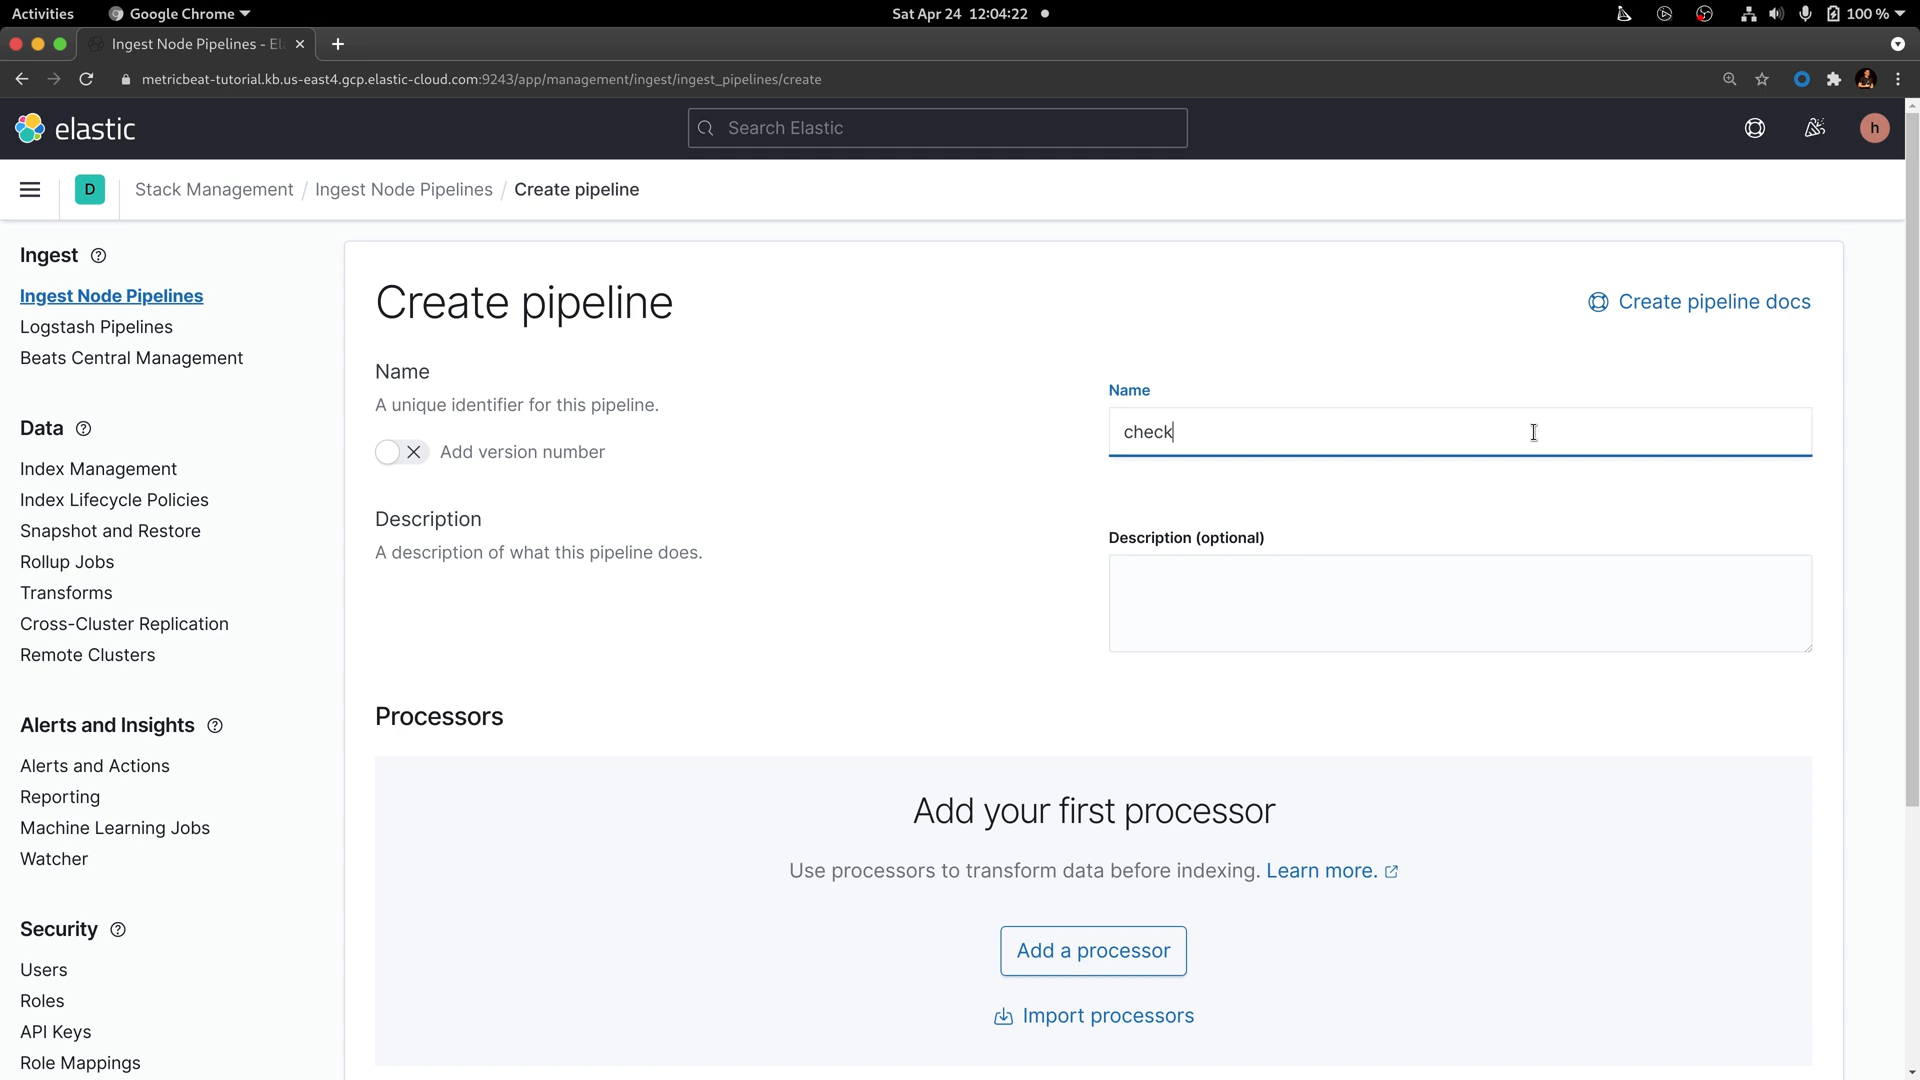 Activities
Google Chrome
Sat Apr 24 12:04:22
100 %
Ingest Node Pipelines - El
metricbeat-tutorial.kb.us-east4.gcp.elastic-cloud.com:9243/app/management/ingest/ingest_pipelines/create
elastic
Search Elastic
h
D
Stack Management / Ingest Node Pipelines / Create pipeline
Ingest
Ingest Node Pipelines
Logstash Pipelines
Beats Central Management
Data
Index Management
Index Lifecycle Policies
Snapshot and Restore
Rollup Jobs
Transforms
Cross-Cluster Replication
Remote Clusters
Alerts and Insights
Alerts and Actions
Reporting
Machine Learning Jobs
Watcher
Security
Users
Roles
API Keys
Role Mappings
Create pipeline
Create pipeline docs
Name
A unique identifier for this pipeline.
Add version number
Name
check
Description
A description of what this pipeline does.
Description (optional)
Processors
Add your first processor
Use processors to transform data before indexing. Learn more.
Add a processor
Import processors